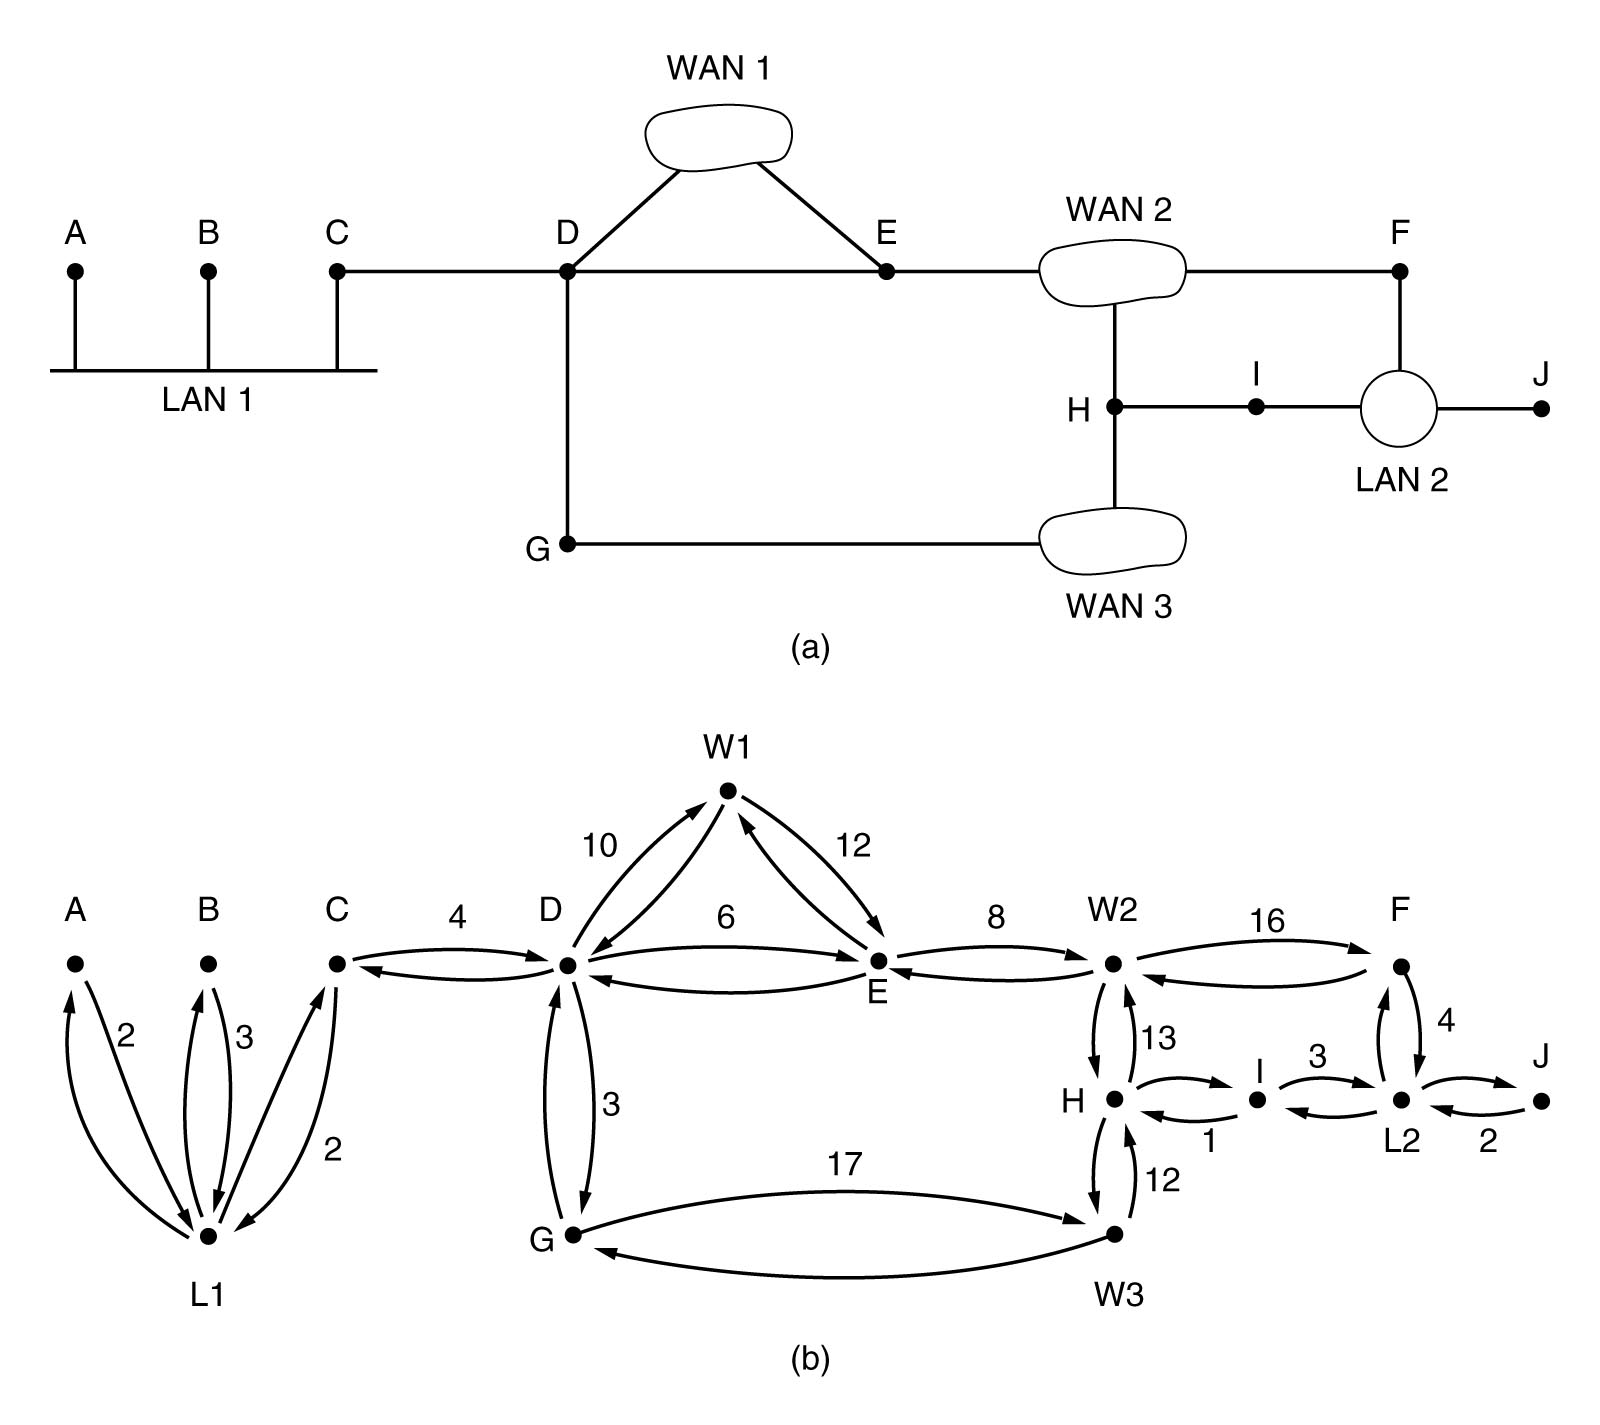 WAN 1
WAN 2
A B C D E F
I J
LAN 1
H
LAN 2
G
WAN 3
(a)
W1
10 12
A B C 4 D 6 8 W2 16 F
E
2 3 13 4
I 3 J
H
3
2 1 L2 2
17 12
G
L1 W3
(b)